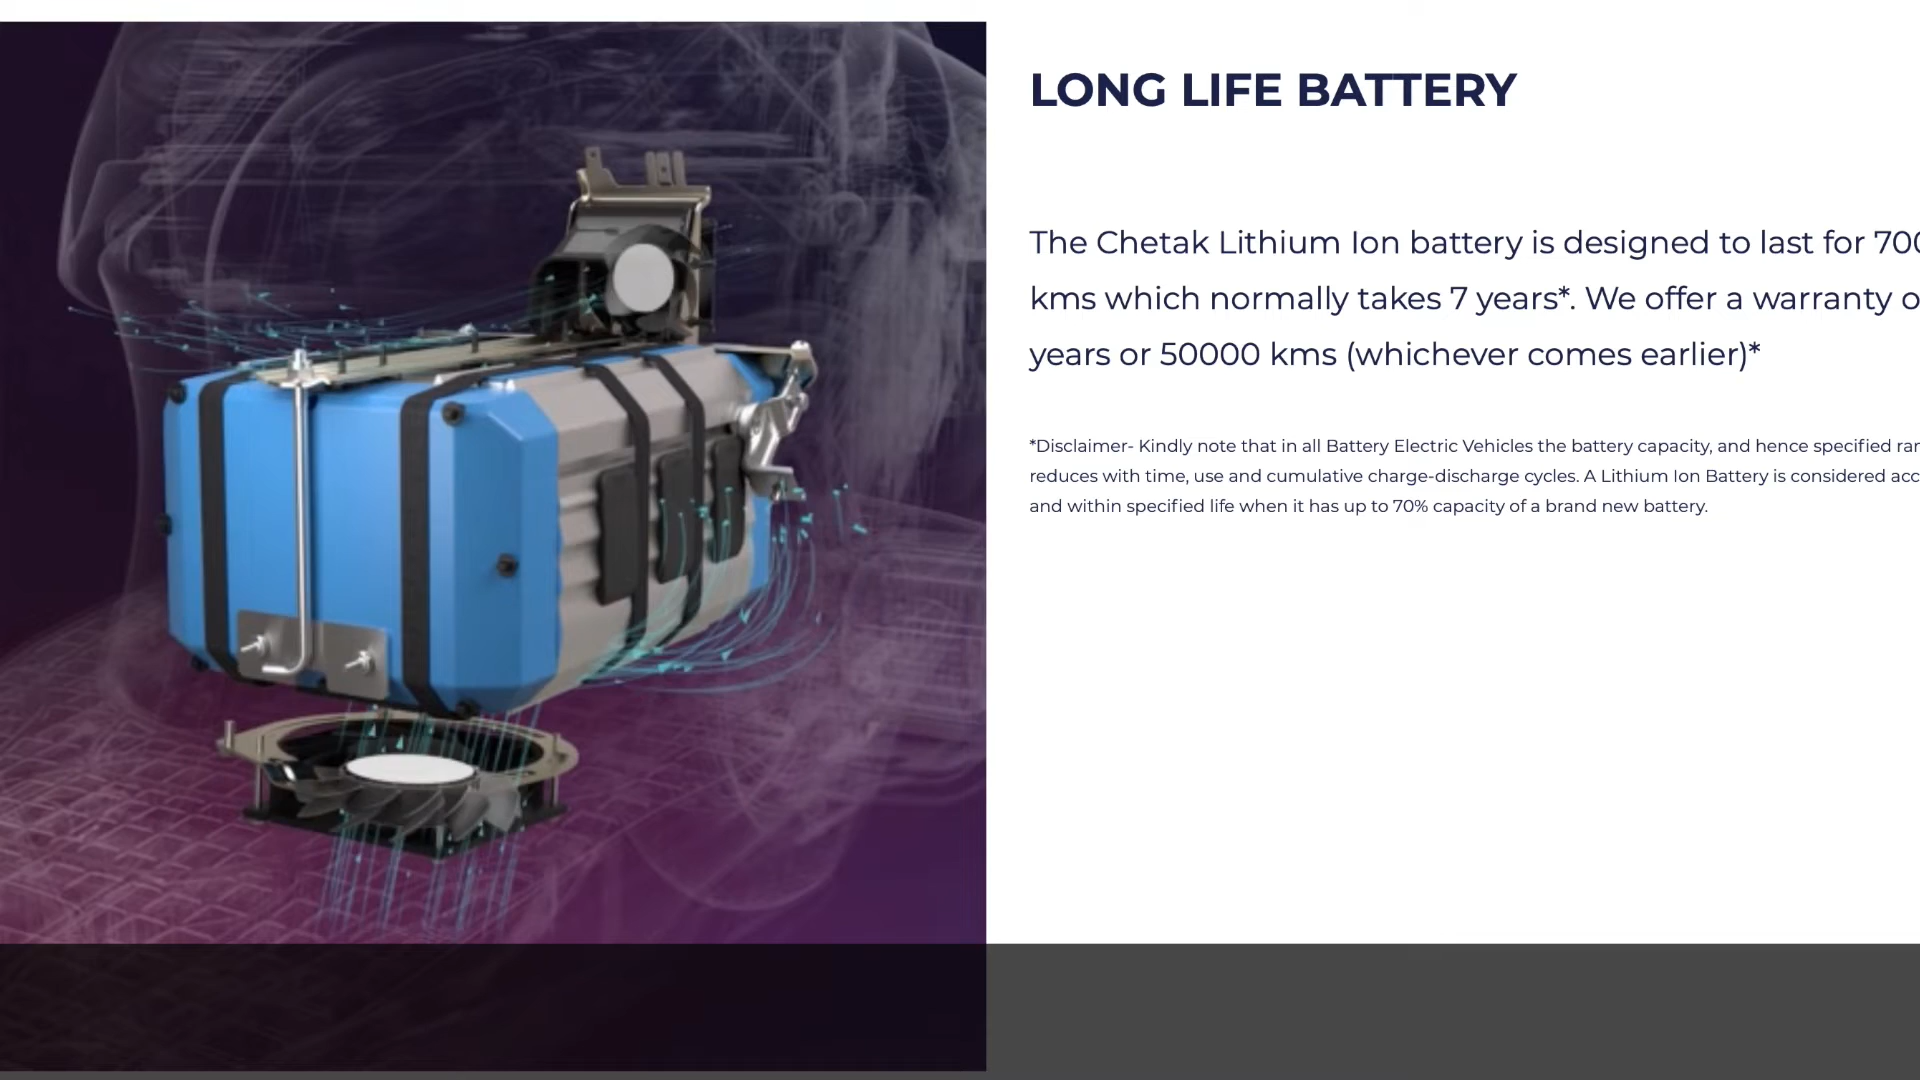 LONG LIFE BATTERY
The Chetak Lithium Ion battery is designed to last for
kms which normally takes 7 years*. We offer a warranty
years or 50000 kms (whichever comes earlier)*
*Disclaimer- Kindly note that in all Battery Electric Vehicles the battery capacity, and hence specified
reduces with time, use and cumulative charge-discharge cycles. A Lithium Ion Battery is considered
and within specified life when it has up to 70% capacity of a brand new battery.